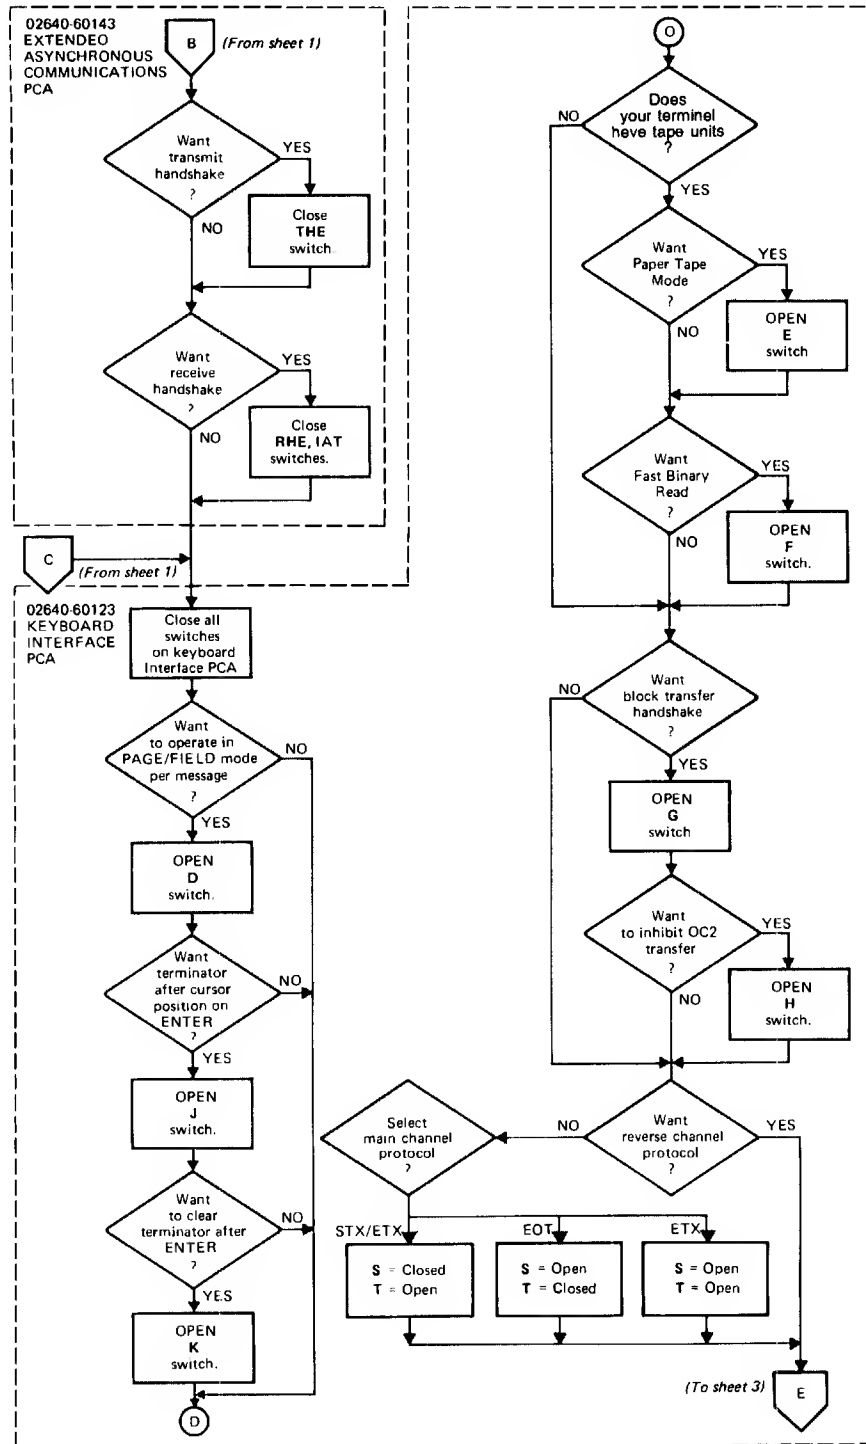 02640-60143
EXTENDEO
ASYNCHRONOUS
COMMUNICATIONS
PCA
B
(From sheet 1)
Want
transmit
handshake
?
YES
NO
Close
THE
switch.
Want
receive
handshake
?
YES
NO
Close
RHE, IAT
switches.
C
(From sheet 1)
02640-60123
KEYBOARD
INTERFACE
PCA
Close all
switches
on keyboard
Interface PCA
Want
to operate in
PAGE/FIELD mode
per message
?
NO
YES
OPEN
D
switch.
Want
terminator
after cursor
position on
ENTER
?
NO
YES
OPEN
J
switch.
Want
to clear
terminator after
ENTER
?
NO
YES
OPEN
K
switch.
D
O
Does
your terminel
heve tape units
?
NO
YES
Want
Paper Tape
Mode
?
YES
NO
OPEN
E
switch
Want
Fast Binary
Read
?
YES
NO
OPEN
F
switch.
Want
block transfer
handshake
?
NO
YES
OPEN
G
switch
Want
to inhibit OC2
transfer
?
YES
NO
OPEN
H
switch.
Want
reverse channel
protocol
?
NO
YES
Select
main channel
protocol
?
STX/ETX
EOT
ETX
S = Closed
T = Open
S = Open
T = Closed
S = Open
T = Open
(To sheet 3)
E